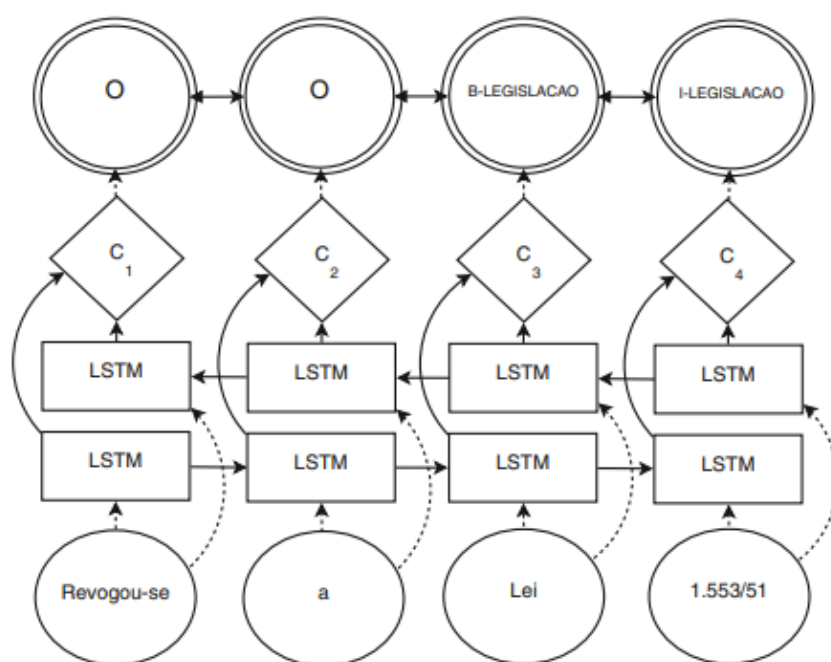 O O B-LEGISLACAO I-LEGISLACAO
C1 C2 C3 C4
LSTM LSTM LSTM LSTM
LSTM LSTM LSTM LSTM
Revogou-se a Lei 1.553/51